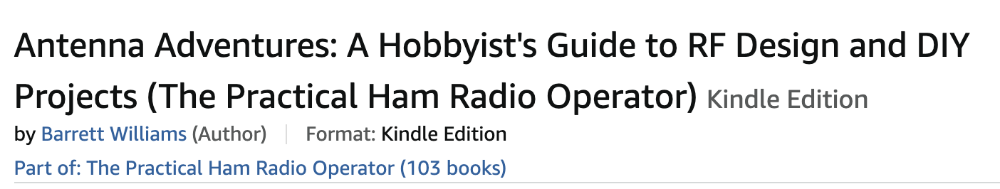 Antenna Adventures: A Hobbyist's Guide to RF Design and DIY
Projects (The Practical Ham Radio Operator) Kindle Edition
by Barrett Williams (Author) Format: Kindle Edition
Part of: The Practical Ham Radio Operator (103 books)